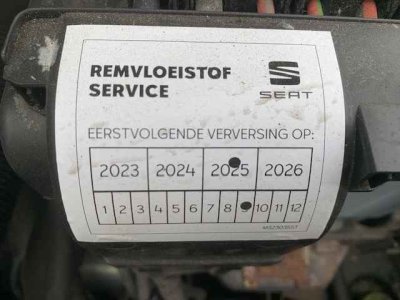 REMVLOEISTOF
SERVICE
SEAT
EERSTVOLGENDE VERVERSING OP:
2023 2024 2025 2026
1 2 3 4 5 6 7 8 9 10 11 12